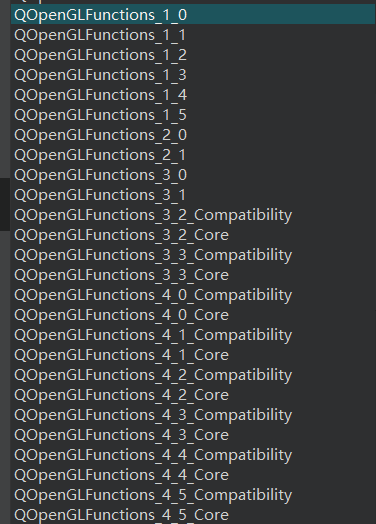 QOpenGLFunctions_1_0
QOpenGLFunctions_1_1
QOpenGLFunctions_1_2
QOpenGLFunctions_1_3
QOpenGLFunctions_1_4
QOpenGLFunctions_1_5
QOpenGLFunctions_2_0
QOpenGLFunctions_2_1
QOpenGLFunctions_3_0
QOpenGLFunctions_3_1
QOpenGLFunctions_3_2_Compatibility
QOpenGLFunctions_3_2_Core
QOpenGLFunctions_3_3_Compatibility
QOpenGLFunctions_3_3_Core
QOpenGLFunctions_4_0_Compatibility
QOpenGLFunctions_4_0_Core
QOpenGLFunctions_4_1_Compatibility
QOpenGLFunctions_4_1_Core
QOpenGLFunctions_4_2_Compatibility
QOpenGLFunctions_4_2_Core
QOpenGLFunctions_4_3_Compatibility
QOpenGLFunctions_4_3_Core
QOpenGLFunctions_4_4_Compatibility
QOpenGLFunctions_4_4_Core
QOpenGLFunctions_4_5_Compatibility
QOpenGLFunctions_4_5_Core